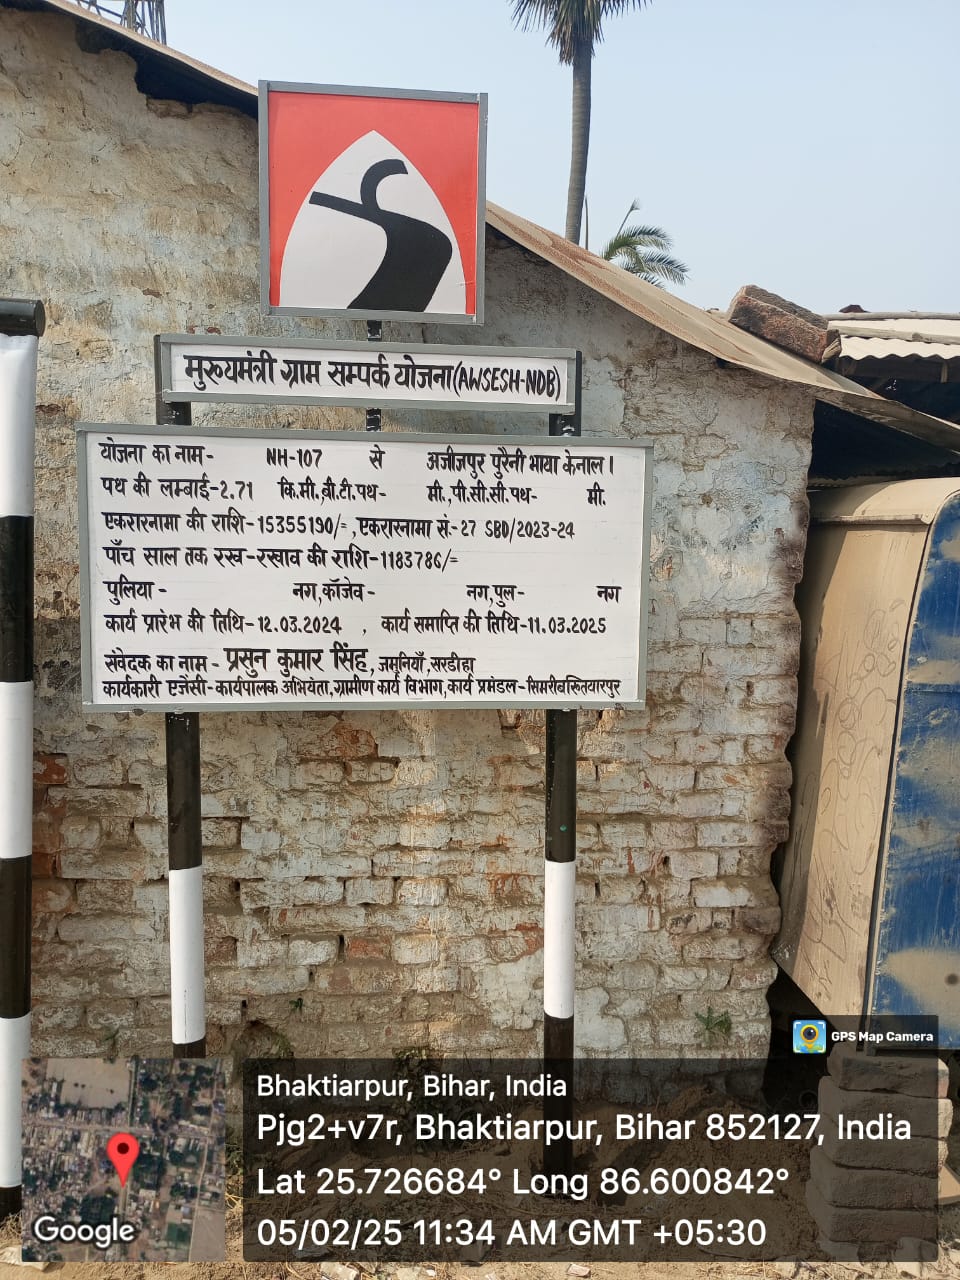 मुख्यमंत्री ग्राम सम्पर्क योजना(AWSESH-NDB)
योजना का नाम- NH-107 से अजीजपुर पुरैनी भाया केनाल।
पथ की लम्बाई-2.71 कि.मी.बी.टी.पथ- मी.,पी.सी.सी.पथ- मी.
एकरारनामा की राशि-15355190/=,एकरारनामा सं.-27 SBD/2023-24
पाँच साल तक रख-रखाव की राशि-1183786/=
पुलिया- नग,कॉजेव- नग,पुल- नग
कार्य प्रारंभ की तिथि-12.03.2024 , कार्य समाप्ति की तिथि-11.03.2025
संवेदक का नाम- प्रसुन कुमार सिंह, जमुनियाँ,सरडीहा
कार्यकारी एजेंसी-कार्यपालक अभियंता,ग्रामीण कार्य विभाग,कार्य प्रमंडल-सिमरीबख्तियारपुर
GPS Map Camera
Bhaktiarpur, Bihar, India
Pjg2+v7r, Bhaktiarpur, Bihar 852127, India
Lat 25.726684° Long 86.600842°
05/02/25 11:34 AM GMT +05:30
Google